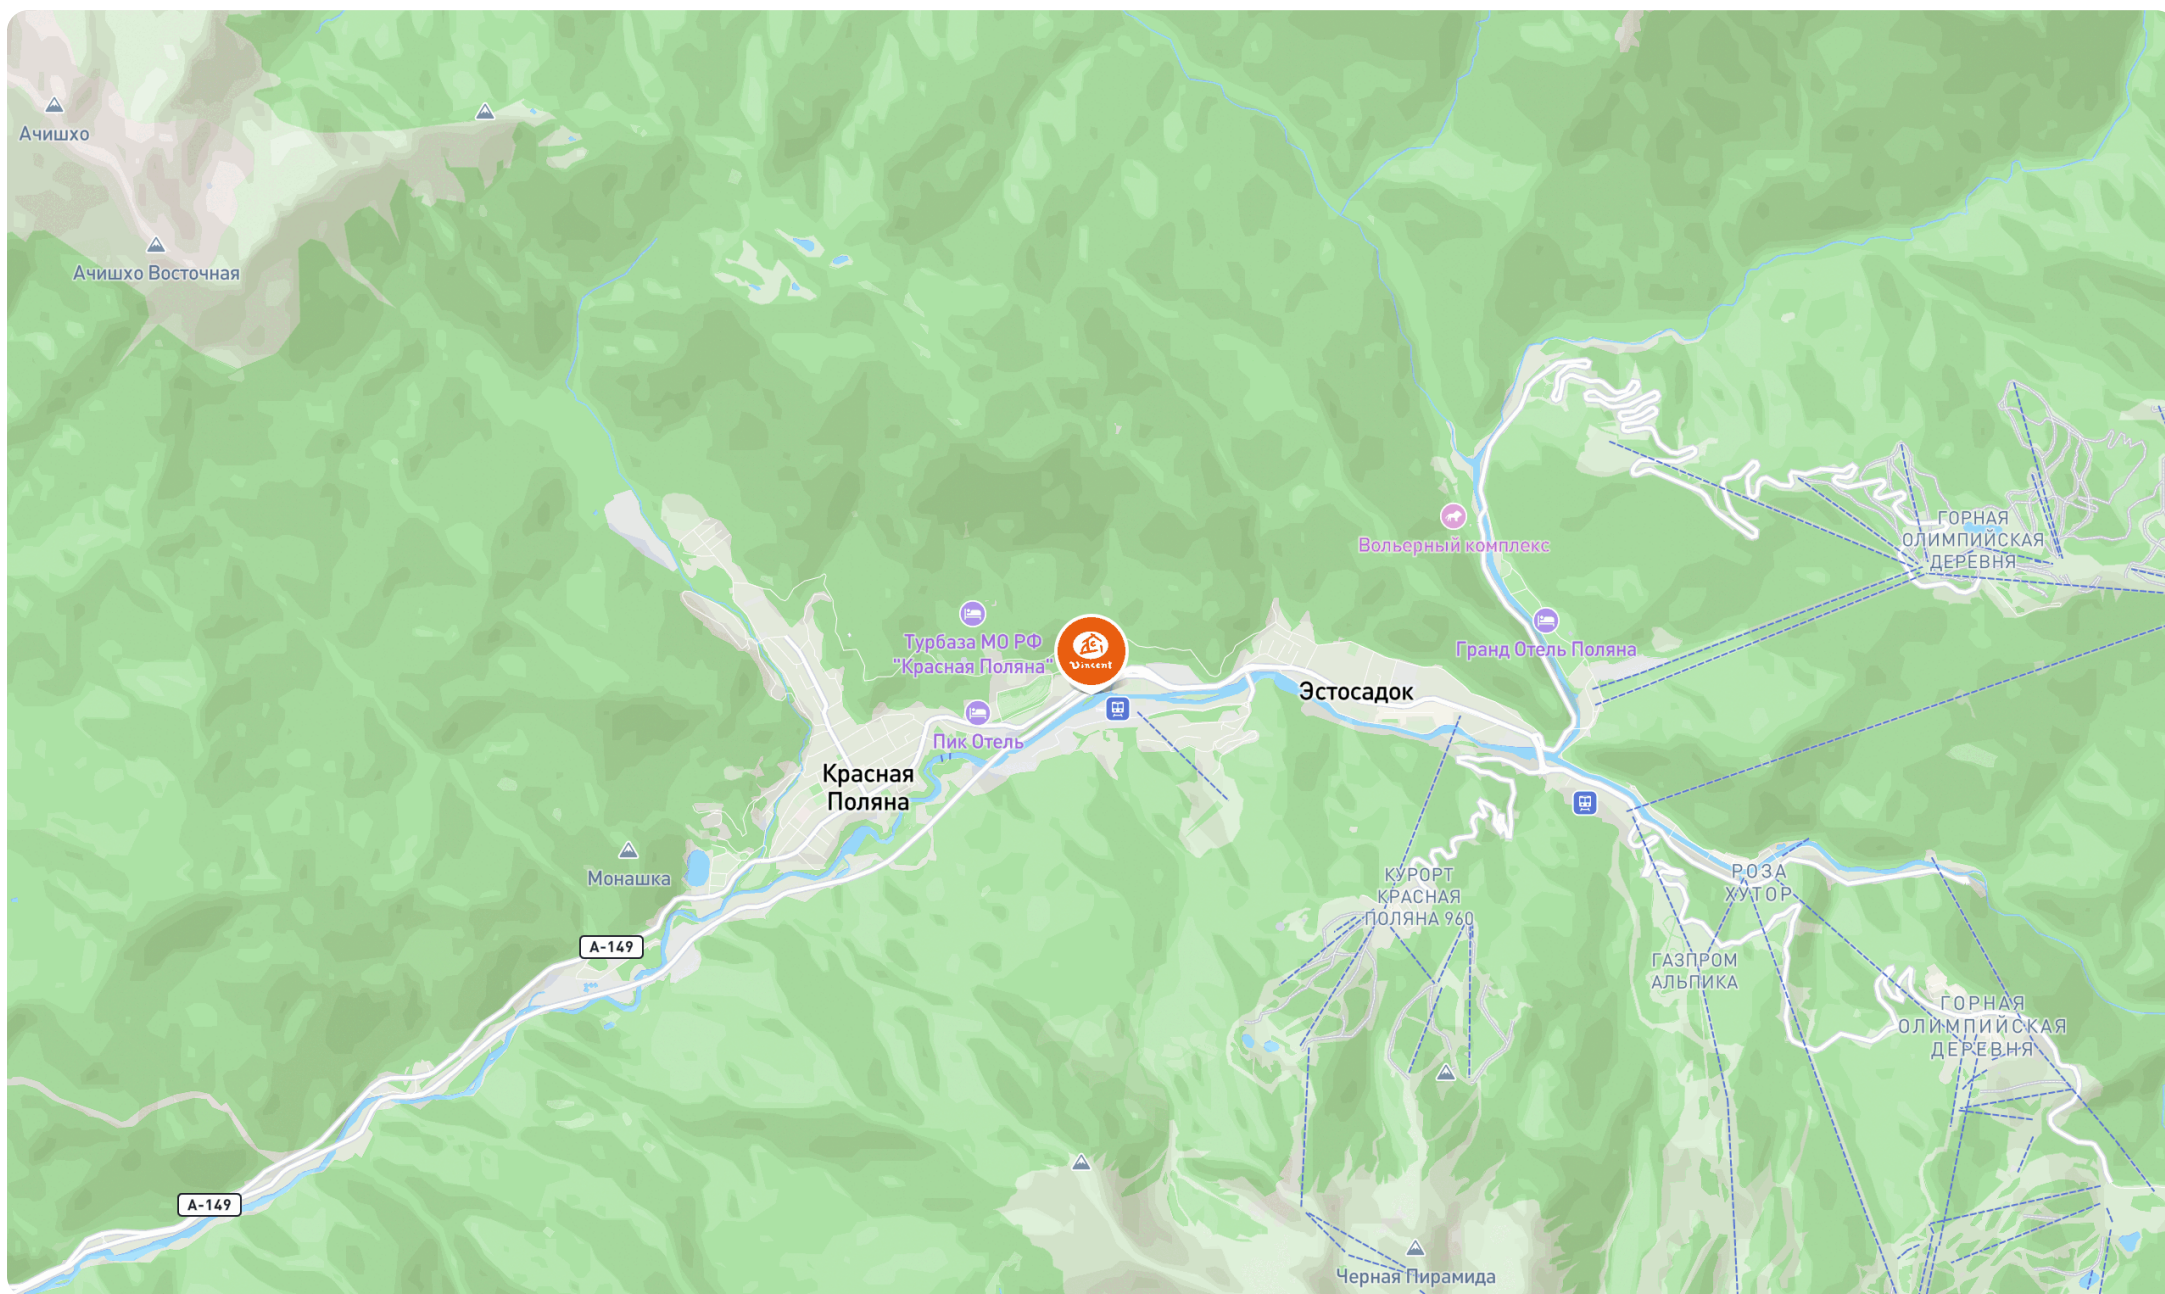 Ачишхо
Ачишхо Восточная
ГОРНАЯ
ОЛИМПИЙСКАЯ
ДЕРЕВНЯ
Вольерный комплекс
Турбаза МО РФ
"Красная Поляна"
Vincent
Гранд Отель Поляна
Эстосадок
Пик Отель
Красная
Поляна
Монашка
КУРОРТ
КРАСНАЯ
ПОЛЯНА 960
РОЗА
ХУТОР
А-149
ГАЗПРОМ
АЛЬПИКА
ГОРНАЯ
ОЛИМПИЙСКАЯ
ДЕРЕВНЯ
А-149
Черная Пирамида